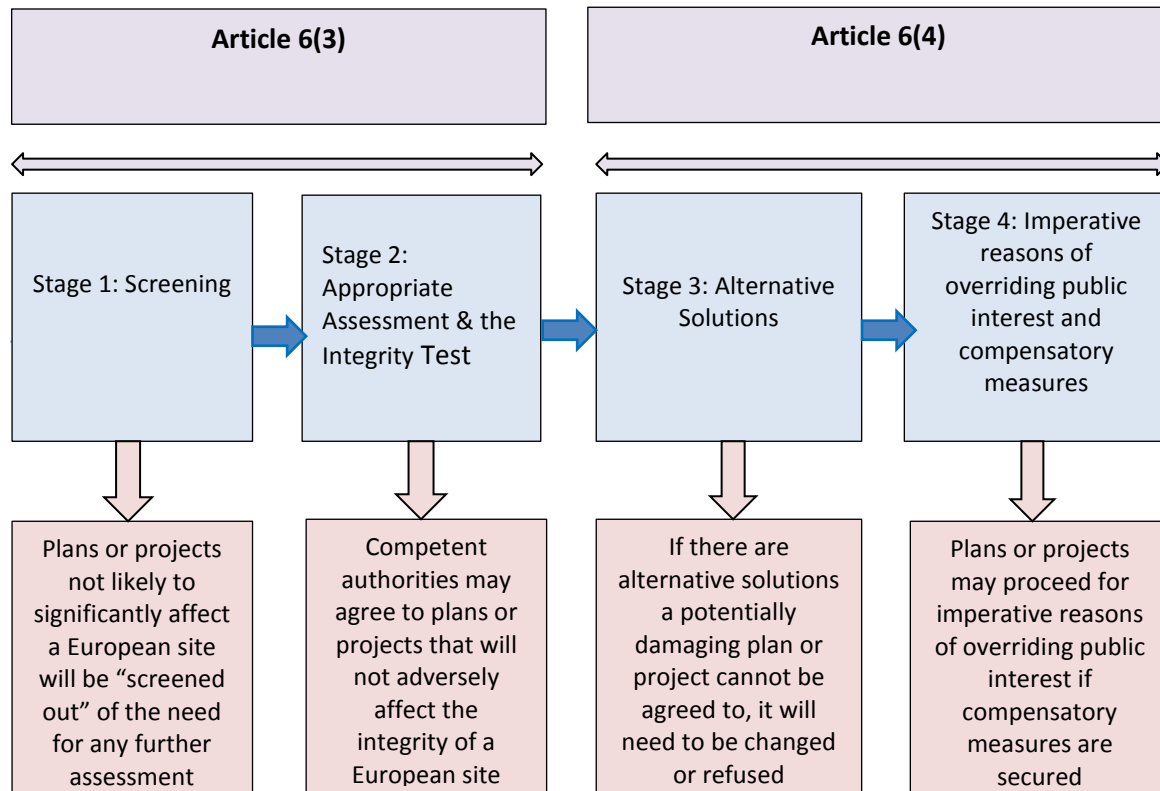 Article 6(3)
Article 6(4)
Stage 1: Screening
Stage 2:
Appropriate
Assessment & the
Integrity Test
Stage 3: Alternative
Solutions
Stage 4: Imperative
reasons of
overriding public
interest and
compensatory
measures
Plans or projects
not likely to
significantly affect
a European site
will be “screened
out” of the need
for any further
assessment
Competent
authorities may
agree to plans or
projects that will
not adversely
affect the
integrity of a
European site
If there are
alternative solutions
a potentially
damaging plan or
project cannot be
agreed to, it will
need to be changed
or refused
Plans or projects
may proceed for
imperative reasons
of overriding public
interest if
compensatory
measures are
secured